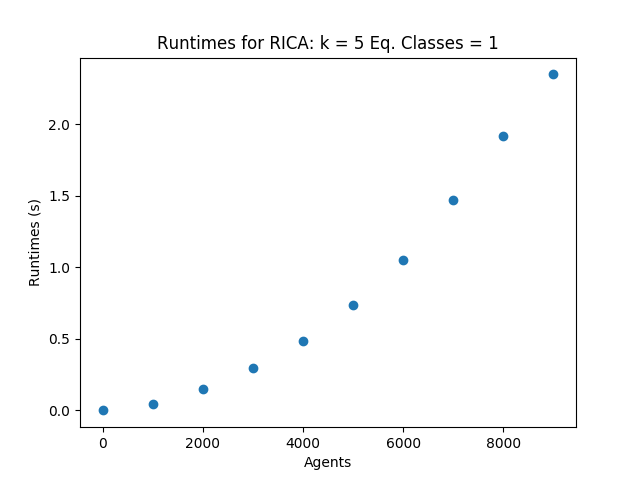 Runtimes for RICA: k = 5 Eq. Classes = 1
2.0
1.5
1.0
0.5
0.0
Runtimes (s)
0 2000 4000 6000 8000
Agents